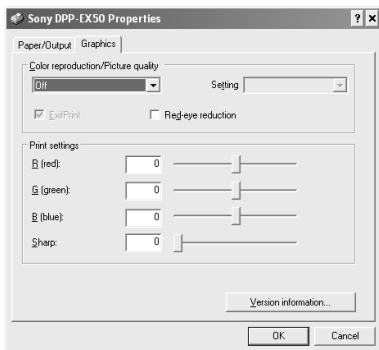 Sony DPP-EX50 Properties ? x
Paper/Output Graphics
Color reproduction/Picture quality
Off Setting
ExifPrint Red-eye reduction
Print settings
R (red): 0
G (green): 0
B (blue): 0
Sharp: 0
Version information...
OK Cancel